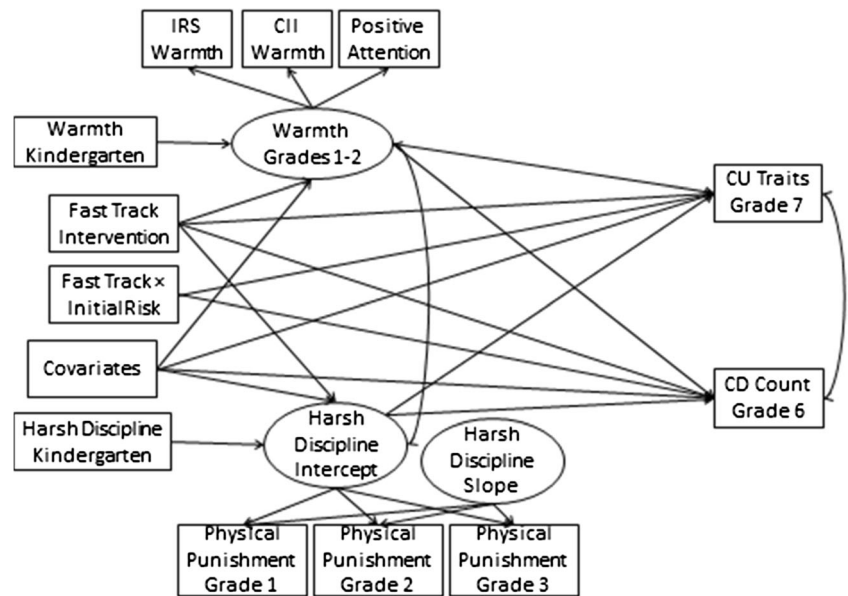 IRS
Warmth
CII
Warmth
Positive
Attention
Warmth
Kindergarten
Warmth
Grades 1-2
Fast Track
Intervention
CU Traits
Grade 7
Fast Track ×
Initial Risk
Covariates
CD Count
Grade 6
Harsh Discipline
Kindergarten
Harsh
Discipline
Intercept
Harsh
Discipline
Slope
Physical
Punishment
Grade 1
Physical
Punishment
Grade 2
Physical
Punishment
Grade 3